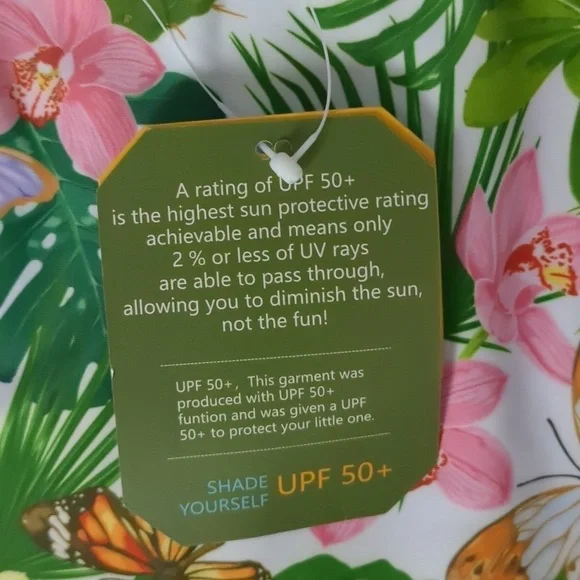 A rating of UPF 50+
is the highest sun protective rating
achievable and means only
2 % or less of UV rays
are able to pass through,
allowing you to diminish the sun,
not the fun!
UPF 50+, This garment was
produced with UPF 50+
funtion and was given a UPF
50+ to protect your little one.
SHADE
YOURSELF UPF 50+